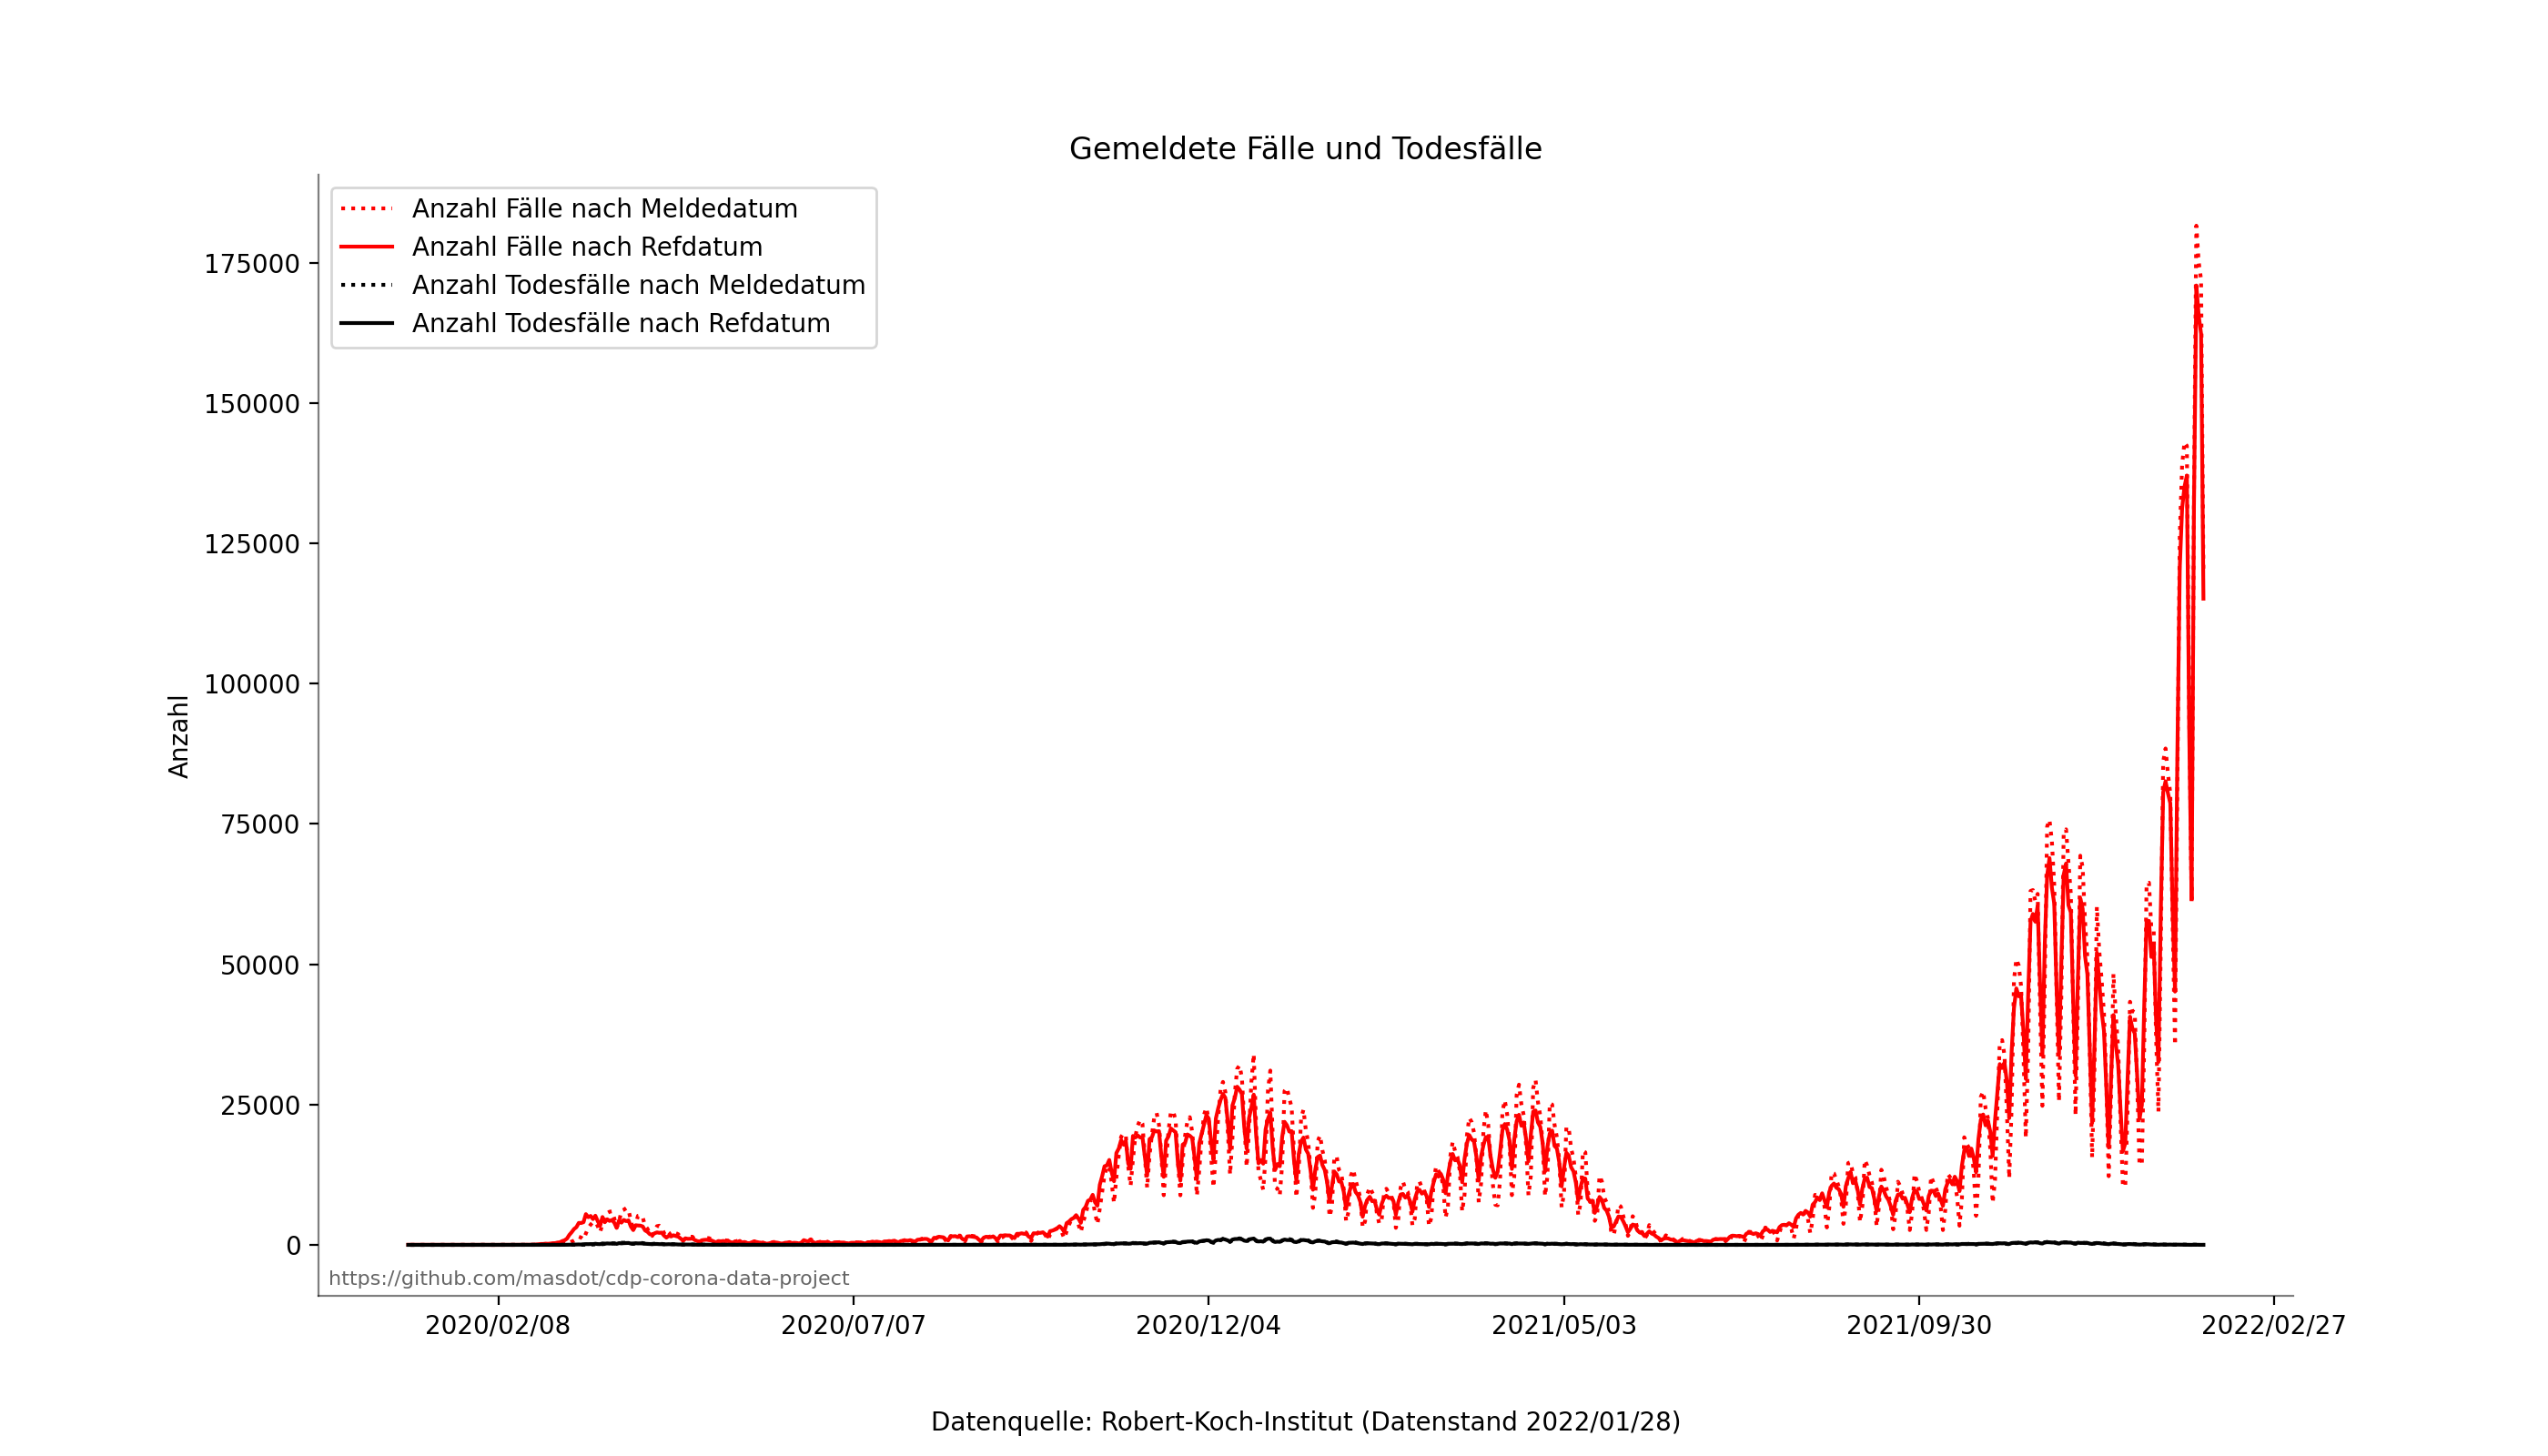 Gemeldete Fälle und Todesfälle
Anzahl Fälle nach Meldedatum
Anzahl Fälle nach Refdatum
Anzahl Todesfälle nach Meldedatum
Anzahl Todesfälle nach Refdatum
175000
150000
125000
100000
75000
50000
25000
0
Anzahl
https://github.com/masdot/cdp-corona-data-project
2020/02/08 2020/07/07 2020/12/04 2021/05/03 2021/09/30 2022/02/27
Datenquelle: Robert-Koch-Institut (Datenstand 2022/01/28)